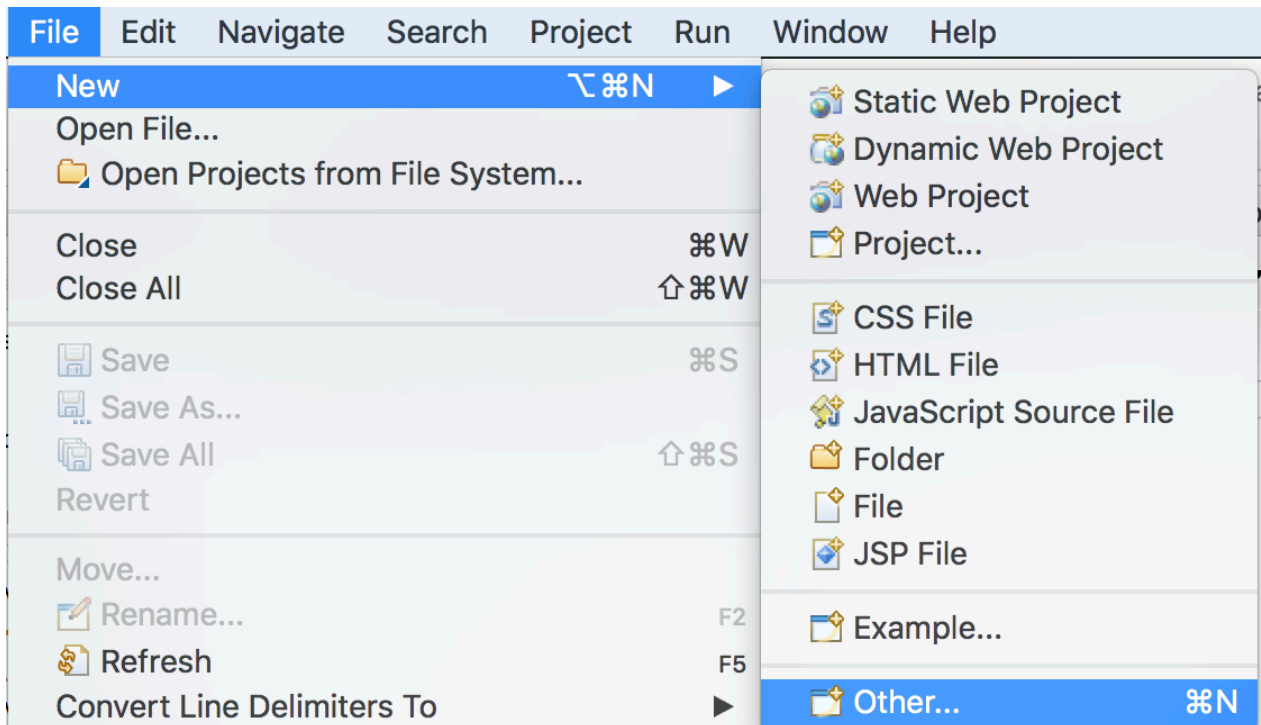 File Edit Navigate Search Project Run Window Help
New ⌥⌘N ▶
Open File...
Open Projects from File System...
Close ⌘W
Close All ⇧⌘W
Save ⌘S
Save As...
Save All ⇧⌘S
Revert
Move...
Rename... F2
Refresh F5
Convert Line Delimiters To ▶
Static Web Project
Dynamic Web Project
Web Project
Project...
CSS File
HTML File
JavaScript Source File
Folder
File
JSP File
Example...
Other... ⌘N